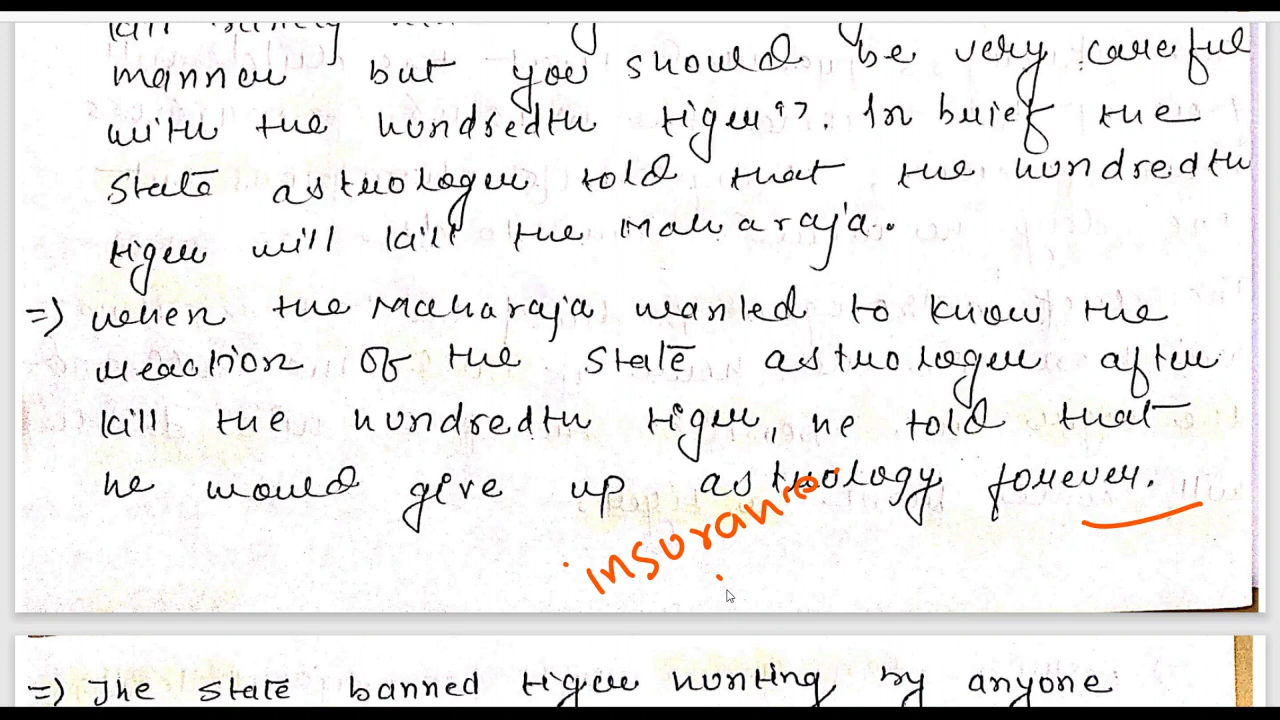 manner but you should be very careful
with the hundredth tiger". In brief the
State astrologer told that the hundredth
tiger will kill the Maharaja.
=) When the Maharaja wanted to know the
reaction of the State astrologer after
kill the hundredth tiger, he told that
he would give up astrology forever.
insurance
=) The State banned tiger hunting by anyone